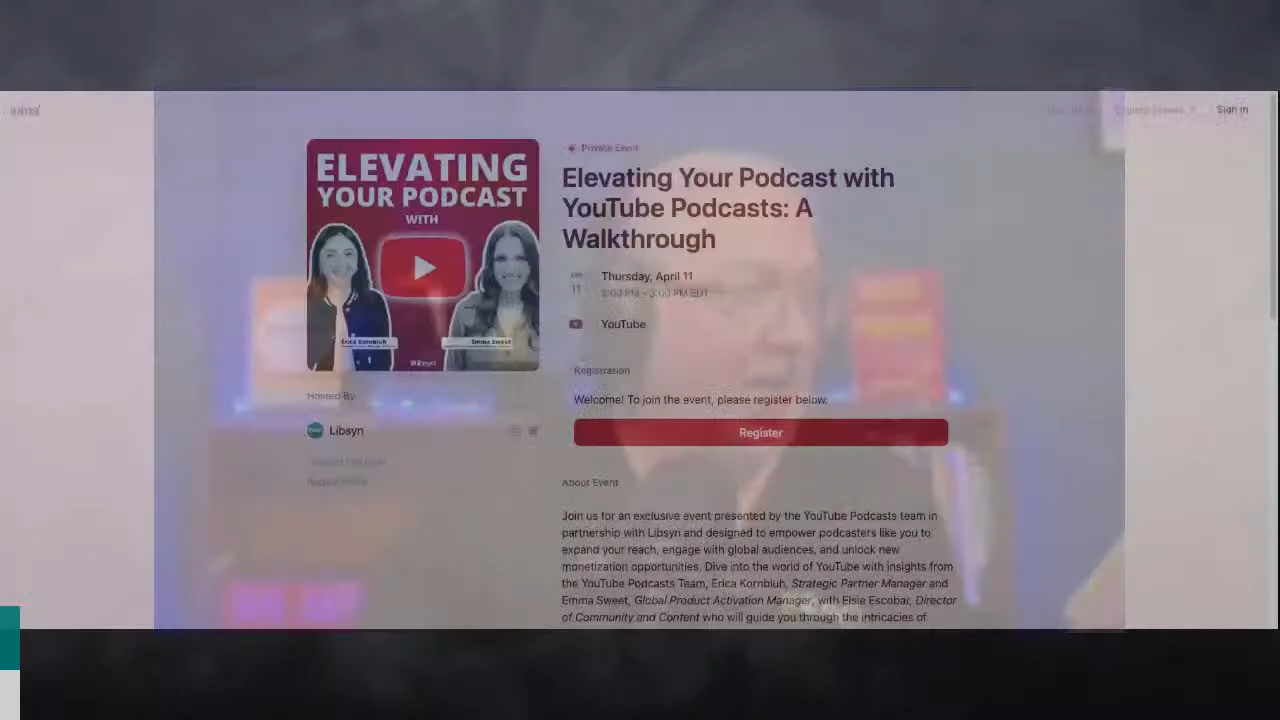 Sign in
ELEVATING
YOUR PODCAST
WITH
Erica Kornbluh
Emma Sweet
libsyn
Private Event
Elevating Your Podcast with
YouTube Podcasts: A
Walkthrough
11
Thursday, April 11
YouTube
Registration
Welcome! To join the event, please register below.
Register
Hosted By
Libsyn
About Event
Join us for an exclusive event presented by the YouTube Podcasts team in
partnership with Libsyn and designed to empower podcasters like you to
expand your reach, engage with global audiences, and unlock new
monetization opportunities. Dive into the world of YouTube with insights from
the YouTube Podcasts Team, Erica Kornbluh, Strategic Partner Manager and
Emma Sweet, Global Product Activation Manager, with Elsie Escobar, Director
of Community and Content who will guide you through the intricacies of